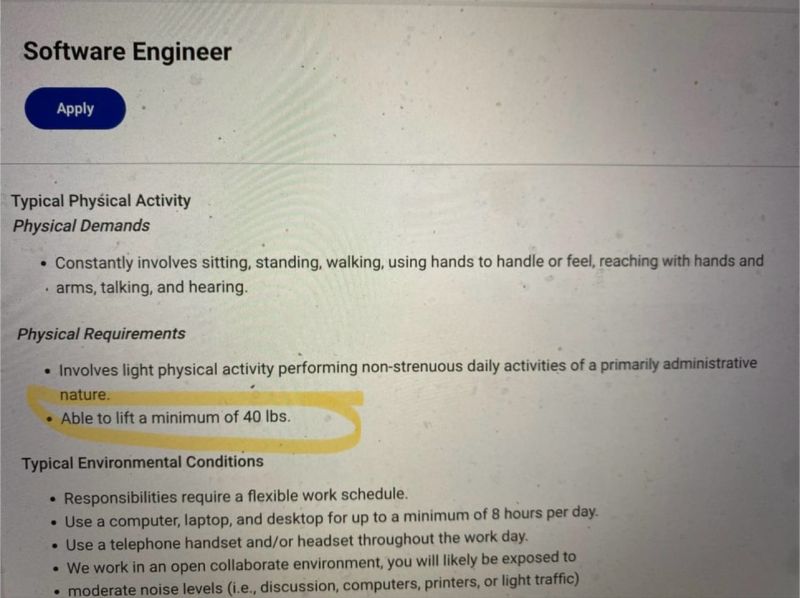 Software Engineer
Apply
Typical Physical Activity
Physical Demands
• Constantly involves sitting, standing, walking, using hands to handle or feel, reaching with hands and
arms, talking, and hearing.
Physical Requirements
• Involves light physical activity performing non-strenuous daily activities of a primarily administrative
nature.
• Able to lift a minimum of 40 lbs.
Typical Environmental Conditions
• Responsibilities require a flexible work schedule.
• Use a computer, laptop, and desktop for up to a minimum of 8 hours per day.
• Use a telephone handset and/or headset throughout the work day.
• We work in an open collaborate environment, you will likely be exposed to
• moderate noise levels (i.e., discussion, computers, printers, or light traffic)